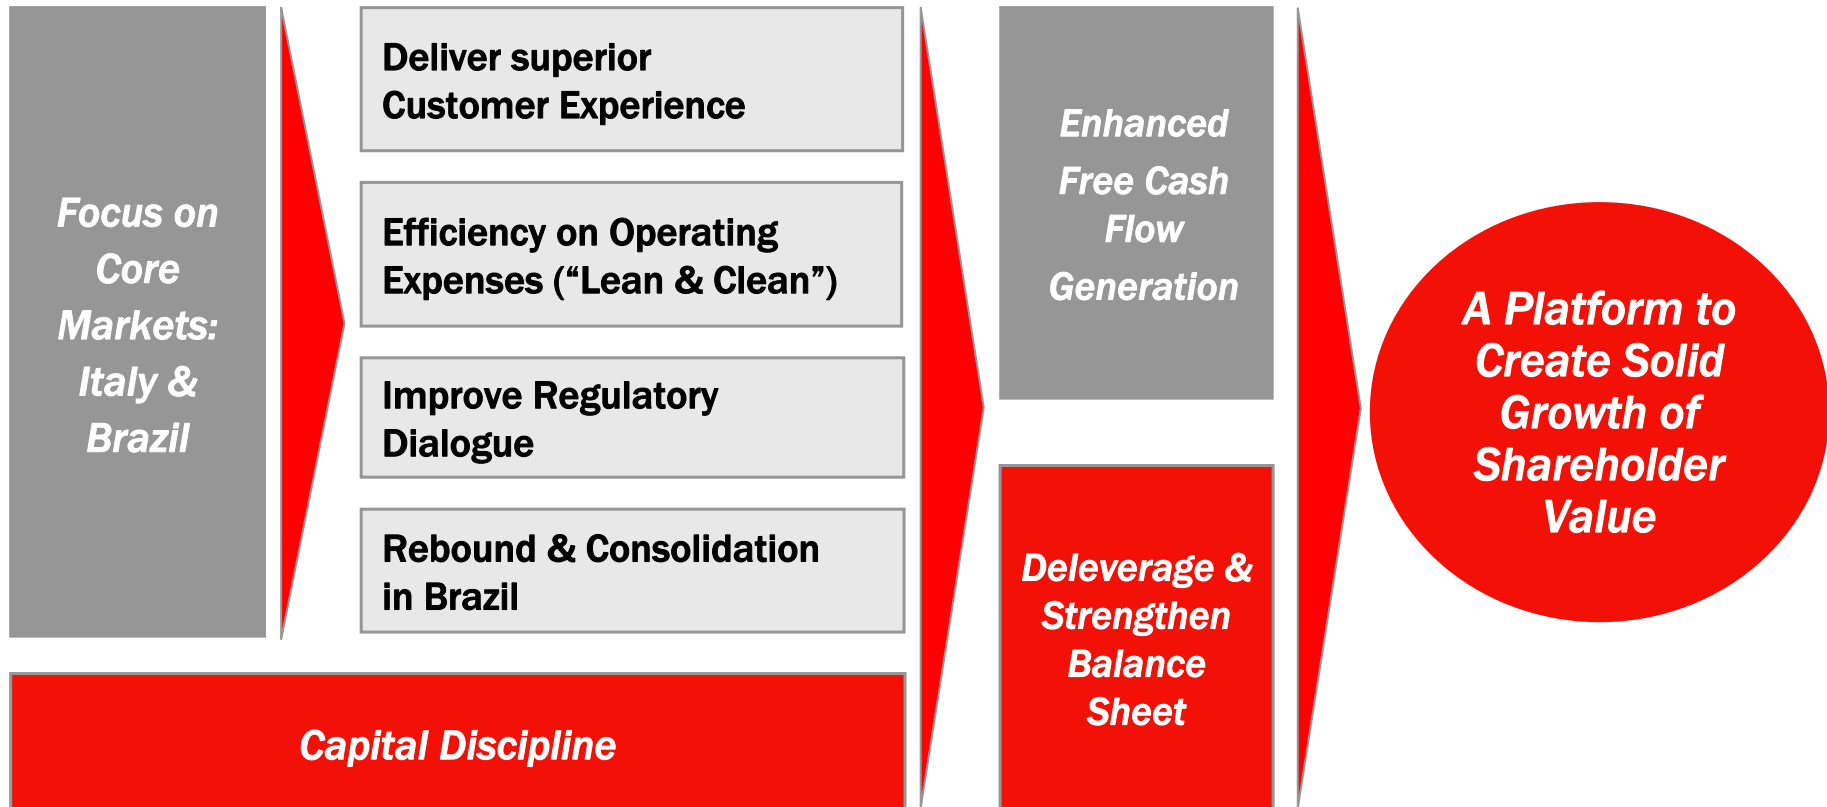 Focus on
Core
Markets:
Italy &
Brazil
Deliver superior
Customer Experience
Efficiency on Operating
Expenses (“Lean & Clean”)
Improve Regulatory
Dialogue
Rebound & Consolidation
in Brazil
Capital Discipline
Enhanced
Free Cash
Flow
Generation
Deleverage &
Strengthen
Balance
Sheet
A Platform to
Create Solid
Growth of
Shareholder
Value